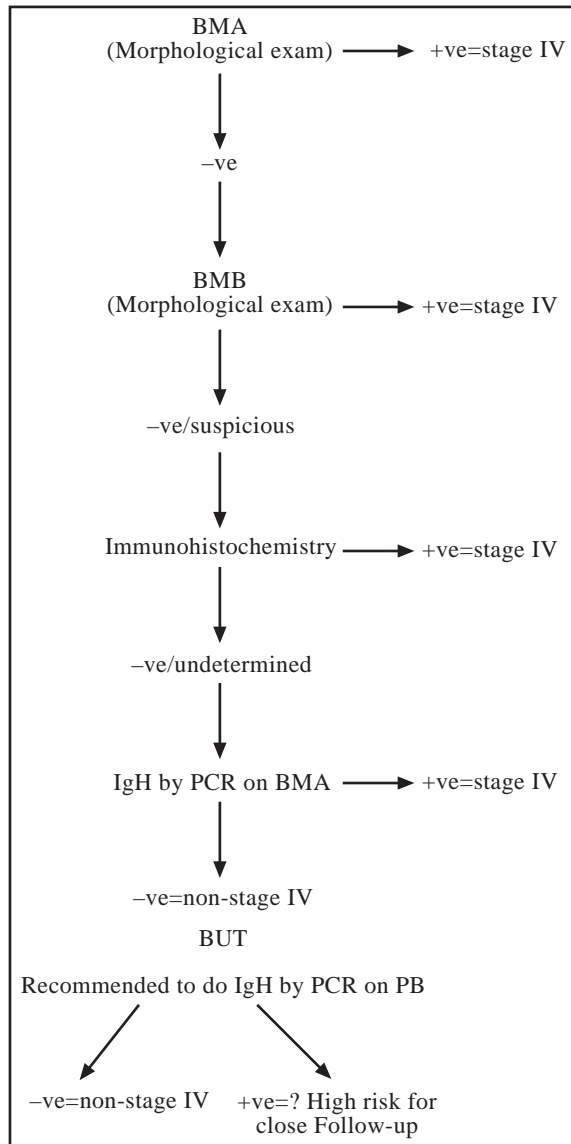 BMA
(Morphological exam) +ve=stage IV
–ve
BMB
(Morphological exam) +ve=stage IV
–ve/suspicious
Immunohistochemistry +ve=stage IV
–ve/undetermined
IgH by PCR on BMA +ve=stage IV
–ve=non-stage IV
BUT
Recommended to do IgH by PCR on PB
–ve=non-stage IV +ve=? High risk for
close Follow-up